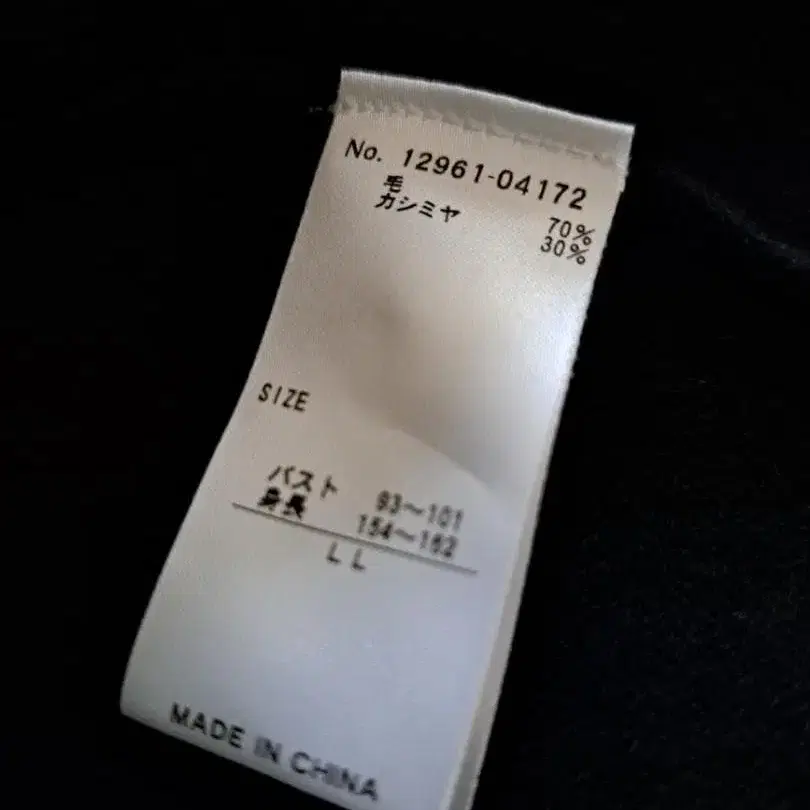 No. 12961-04172
毛 70%
カシミヤ 30%
SIZE
バスト 93〜101
身長 154〜162
LL
MADE IN CHINA